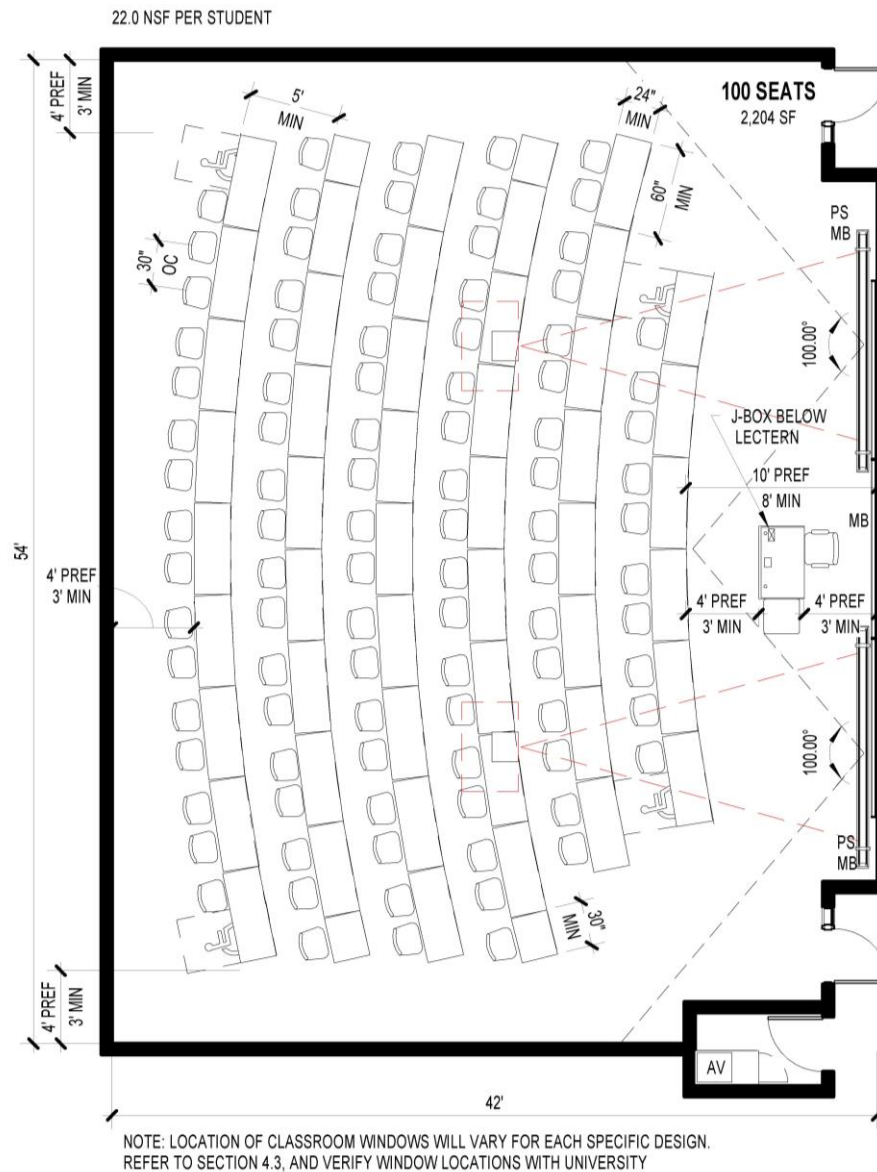 22.0 NSF PER STUDENT
4' PREF
3' MIN
5'
MIN
24"
MIN
100 SEATS
2,204 SF
60"
MIN
PS
MB
30"
OC
100.00°
J-BOX BELOW
LECTERN
10' PREF
8' MIN
MB
54'
4' PREF
3' MIN
4' PREF
3' MIN
4' PREF
3' MIN
100.00°
PS
MB
30"
MIN
4' PREF
3' MIN
AV
42'
NOTE: LOCATION OF CLASSROOM WINDOWS WILL VARY FOR EACH SPECIFIC DESIGN.
REFER TO SECTION 4.3, AND VERIFY WINDOW LOCATIONS WITH UNIVERSITY